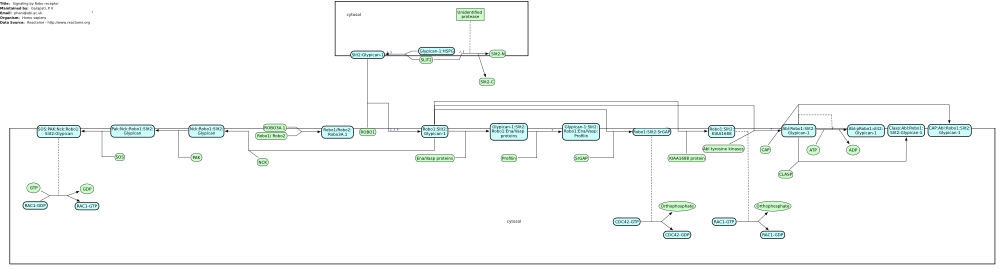 Title: Signaling by Robo receptor
Maintained by: Garapati, P V
Email: phani@ebi.ac.uk
Organism: Homo sapiens
Data Source: Reactome - http://www.reactome.org
cytosol
Unidentified
protease
Slit2:Glypican-1
Glypican-1:HSPG
SLIT2
Slit2-N
Slit2-C
SOS:PAK:Nck:Robo1:
Slit2:Glypican
Pak:Nck:Robo1:Slit2:
Glypican
Nck:Robo1:Slit2:
Glypican
ROBO3A.1
Robo1/ Robo2
Robo1/Robo2:
Robo3A.1
ROBO1
Robo1:Slit2:
Glypican-1
Glypican-1:Slit2:
Robo1:Ena/Vasp
proteins
Glypican-1:Slit2:
Robo1:Ena/Vasp:
Profilin
Robo1:Slit2:SrGAP
Robo1:Slit2:
KIAA1688
Abl:Robo1:Slit2:
Glypican-1
Abl:pRobo1:slit2:
Glypican-1
Clasp:Abl:Robo1:
Slit2:Glypican-1
CAP:Abl:Robo1:Slit2:
Glypican-1
SOS
PAK
NCK
Ena/Vasp proteins
Profilin
SrGAP
KIAA1688 protein
Abl tyrosine kinases
CAP
ATP
ADP
CLASP
GTP
GDP
RAC1-GDP
RAC1-GTP
cytosol
Orthophosphate
CDC42-GTP
CDC42-GDP
Orthophosphate
RAC1-GTP
RAC1-GDP